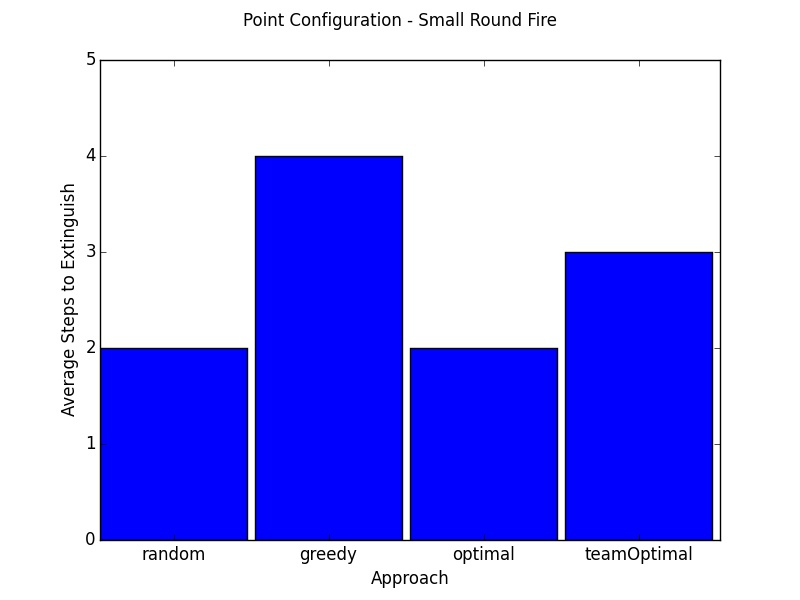 Point Configuration - Small Round Fire
5
4
3
2
1
0
Average Steps to Extinguish
random greedy optimal teamOptimal
Approach